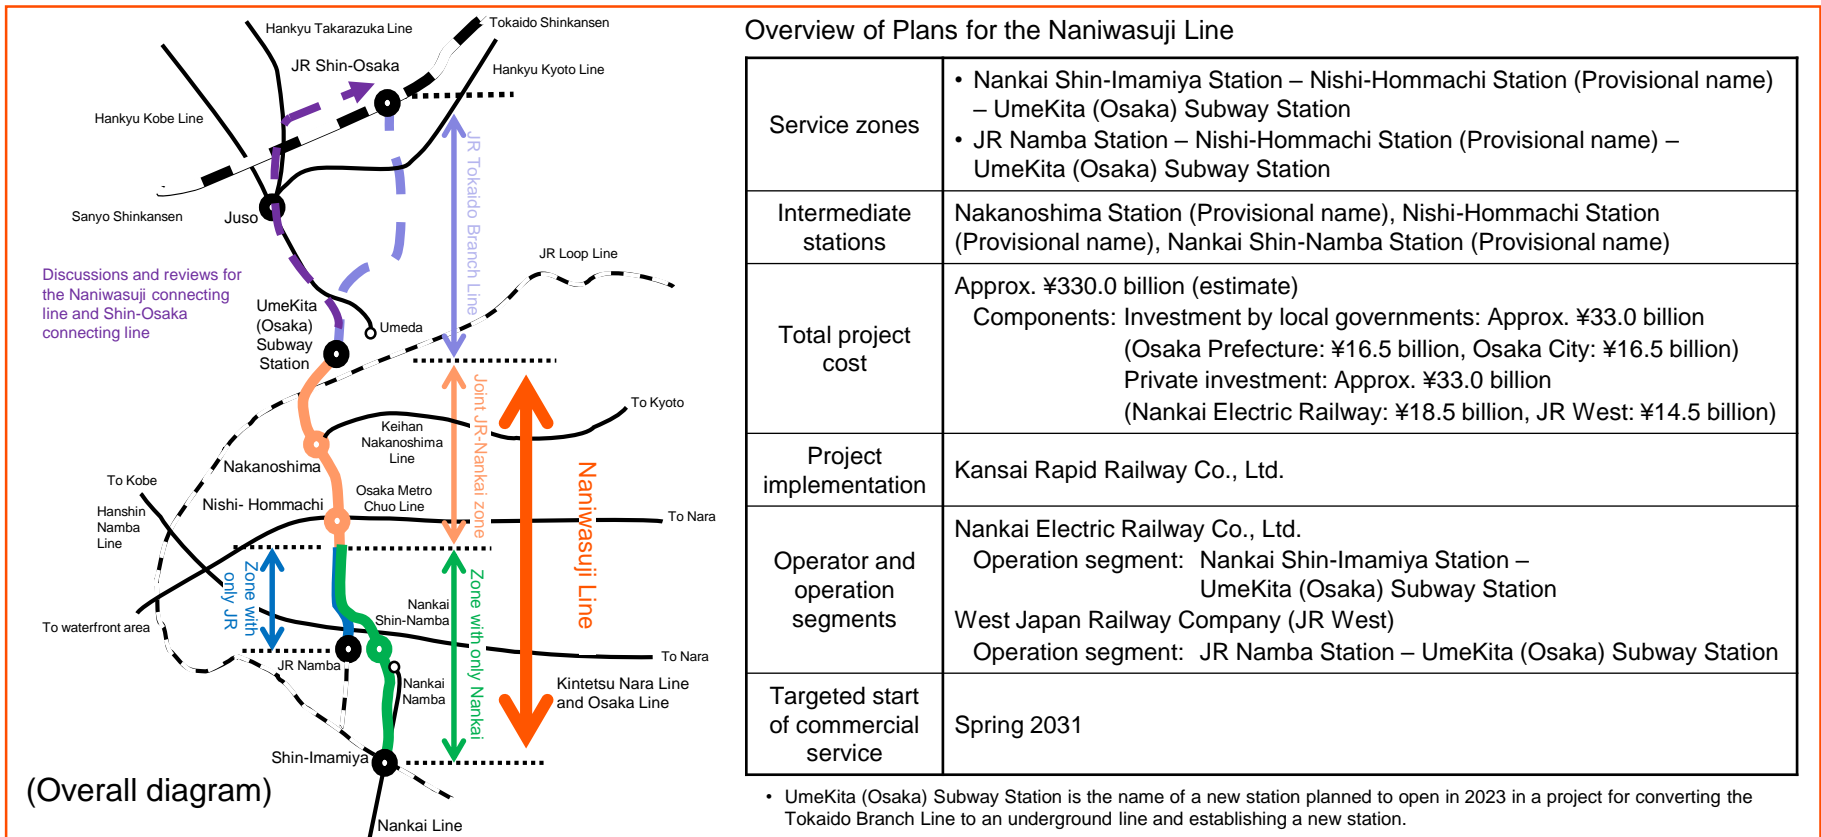 Hankyu Takarazuka Line
Tokaido Shinkansen
JR Shin-Osaka
Hankyu Kyoto Line
Hankyu Kobe Line
JR Tokaido Branch Line
Sanyo Shinkansen
Juso
JR Loop Line
Discussions and reviews for
the Naniwasuji connecting
line and Shin-Osaka
connecting line
UmeKita
(Osaka)
Subway
Station
Umeda
Joint JR-Nankai zone
To Kyoto
Keihan
Nakanoshima
Line
Nakanoshima
To Kobe
Nishi- Hommachi
Osaka Metro
Chuo Line
Hanshin
Namba
Line
To Nara
Naniwasuji Line
Zone with
only JR
Zone with only Nankai
Nankai
Shin-Namba
To waterfront area
JR Namba
To Nara
Nankai
Namba
Kintetsu Nara Line
and Osaka Line
Shin-Imamiya
(Overall diagram)
Nankai Line
Overview of Plans for the Naniwasuji Line
Service zones
• Nankai Shin-Imamiya Station – Nishi-Hommachi Station (Provisional name)
– UmeKita (Osaka) Subway Station
• JR Namba Station – Nishi-Hommachi Station (Provisional name) –
UmeKita (Osaka) Subway Station
Intermediate
stations
Nakanoshima Station (Provisional name), Nishi-Hommachi Station
(Provisional name), Nankai Shin-Namba Station (Provisional name)
Total project
cost
Approx. ¥330.0 billion (estimate)
Components: Investment by local governments: Approx. ¥33.0 billion
(Osaka Prefecture: ¥16.5 billion, Osaka City: ¥16.5 billion)
Private investment: Approx. ¥33.0 billion
(Nankai Electric Railway: ¥18.5 billion, JR West: ¥14.5 billion)
Project
implementation
Kansai Rapid Railway Co., Ltd.
Operator and
operation
segments
Nankai Electric Railway Co., Ltd.
Operation segment: Nankai Shin-Imamiya Station –
UmeKita (Osaka) Subway Station
West Japan Railway Company (JR West)
Operation segment: JR Namba Station – UmeKita (Osaka) Subway Station
Targeted start
of commercial
service
Spring 2031
• UmeKita (Osaka) Subway Station is the name of a new station planned to open in 2023 in a project for converting the
Tokaido Branch Line to an underground line and establishing a new station.